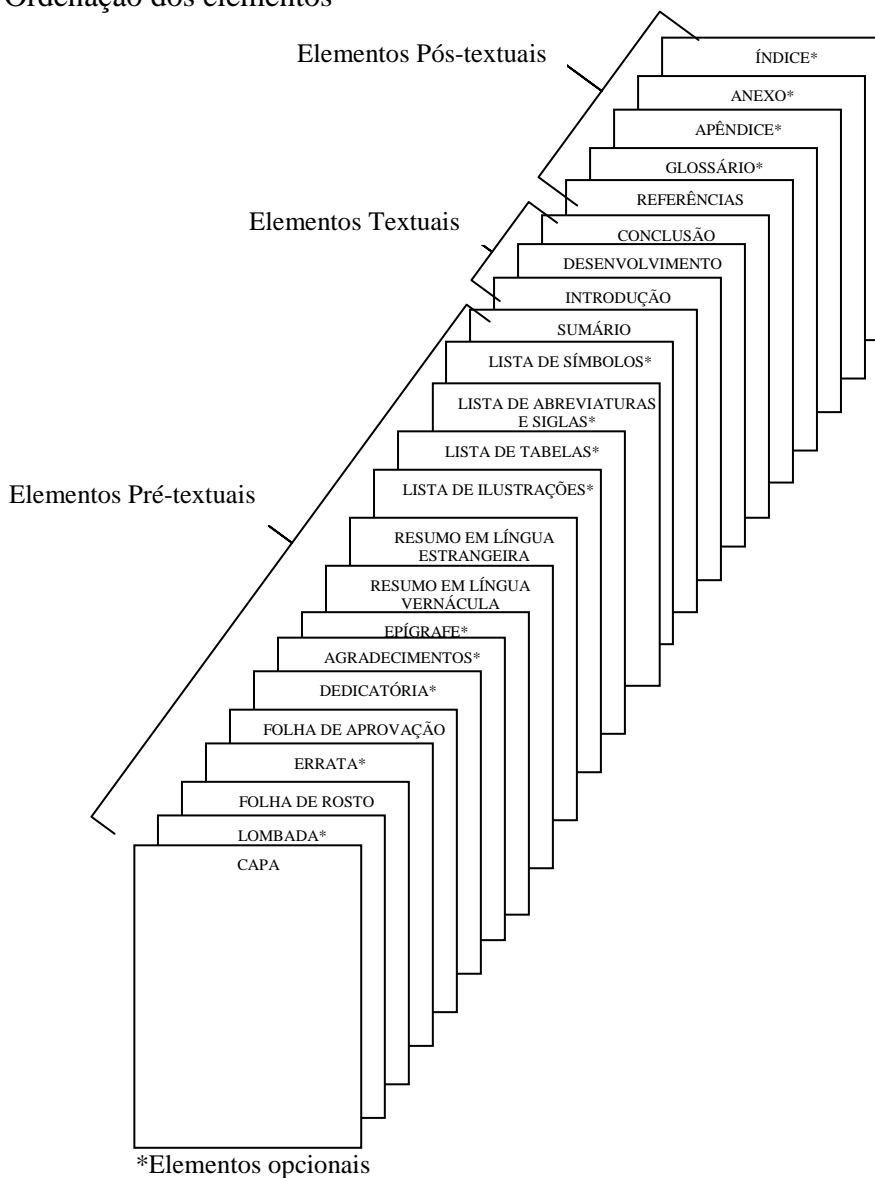 Ordenação dos elementos
Elementos Pós-textuais
ÍNDICE*
ANEXO*
APÊNDICE*
GLOSSÁRIO*
REFERÊNCIAS
Elementos Textuais
CONCLUSÃO
DESENVOLVIMENTO
INTRODUÇÃO
SUMÁRIO
LISTA DE SÍMBOLOS*
LISTA DE ABREVIATURAS
E SIGLAS*
LISTA DE TABELAS*
LISTA DE ILUSTRAÇÕES*
Elementos Pré-textuais
RESUMO EM LÍNGUA
ESTRANGEIRA
RESUMO EM LÍNGUA
VERNÁCULA
EPÍGRAFE*
AGRADECIMENTOS*
DEDICATÓRIA*
FOLHA DE APROVAÇÃO
ERRATA*
FOLHA DE ROSTO
LOMBADA*
CAPA
*Elementos opcionais